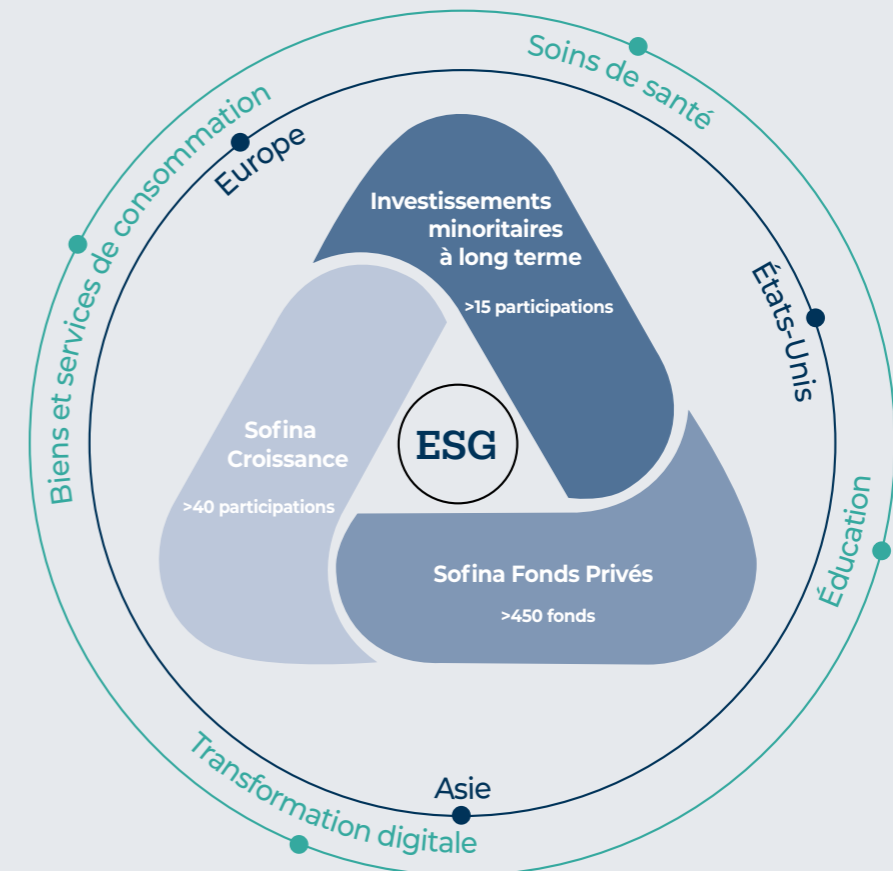 Soins de santé
Biens et services de consommation
Europe
Investissements
minoritaires
à long terme
>15 participations
États-Unis
Sofina
Croissance
>40 participations
ESG
Éducation
Sofina Fonds Privés
>450 fonds
Asie
Transformation digitale